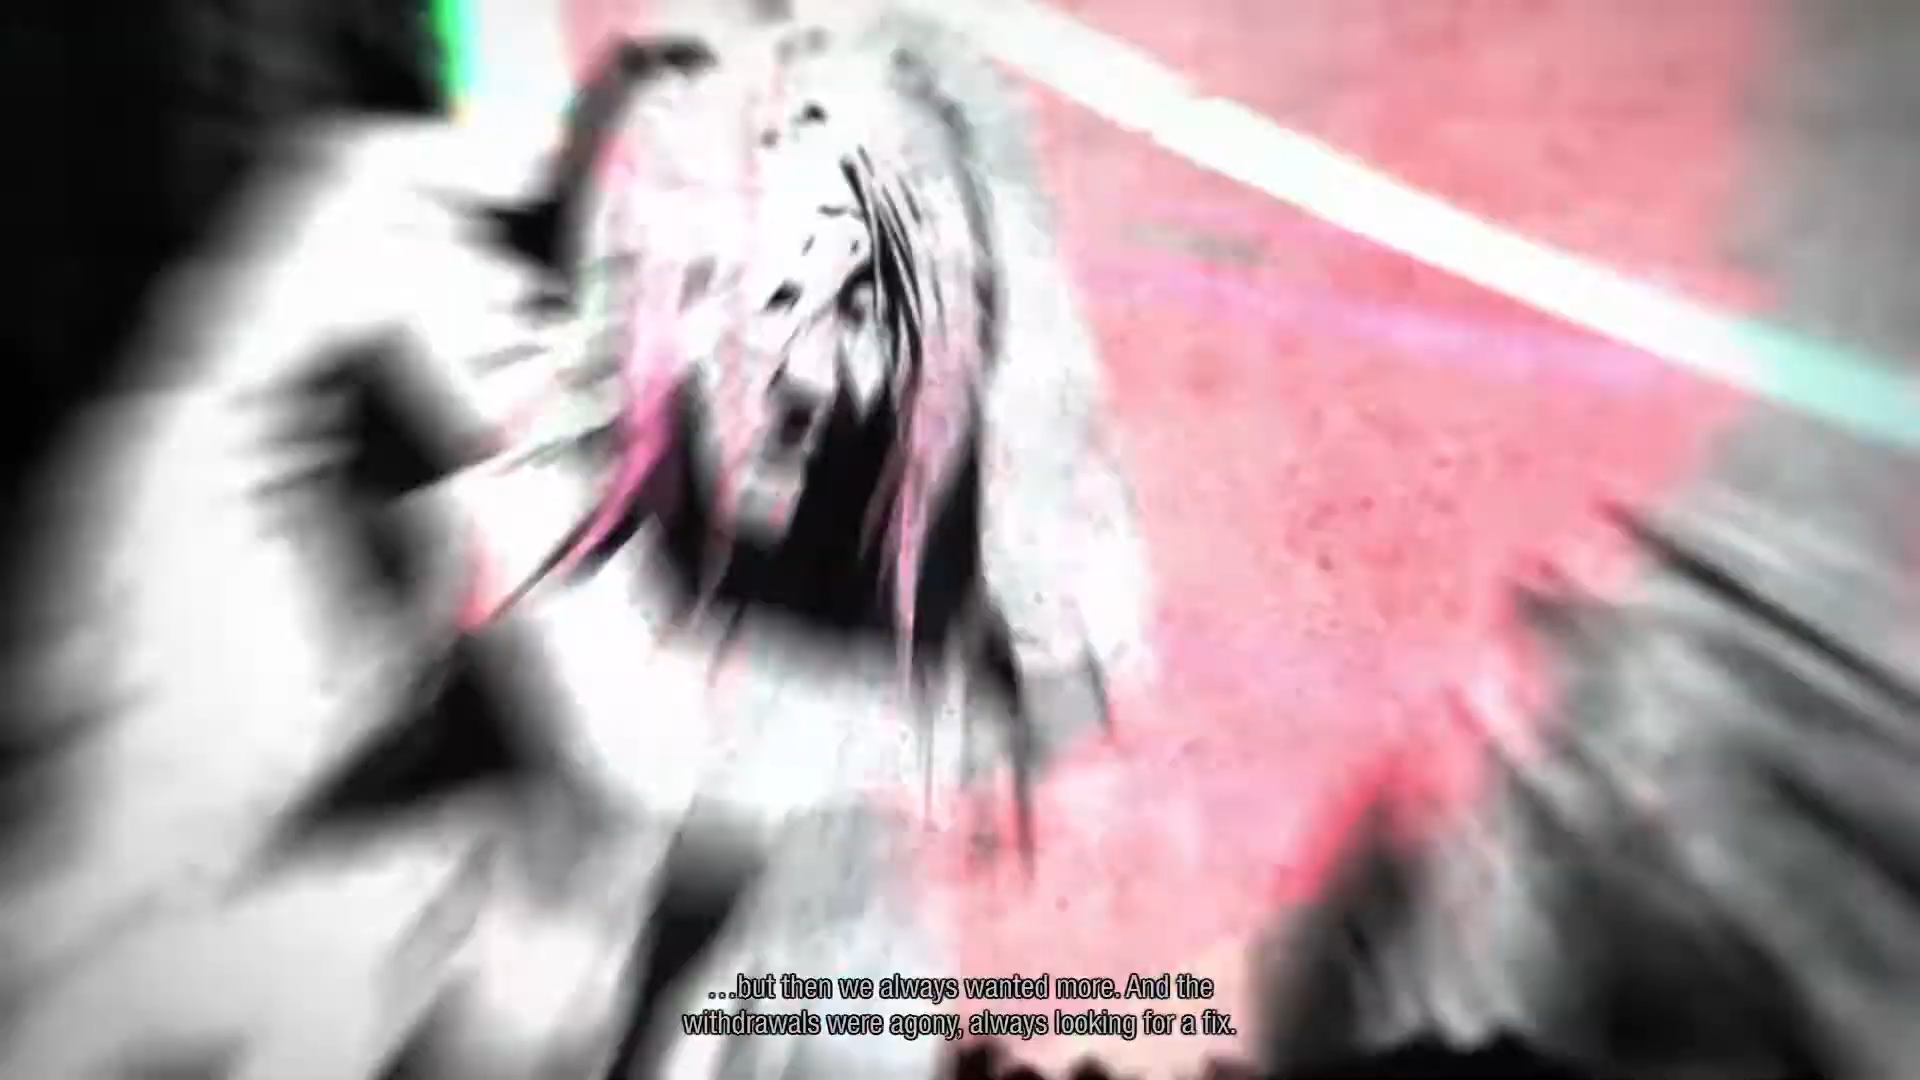 …but then we always wanted more. And the
withdrawals were agony, always looking for a fix.